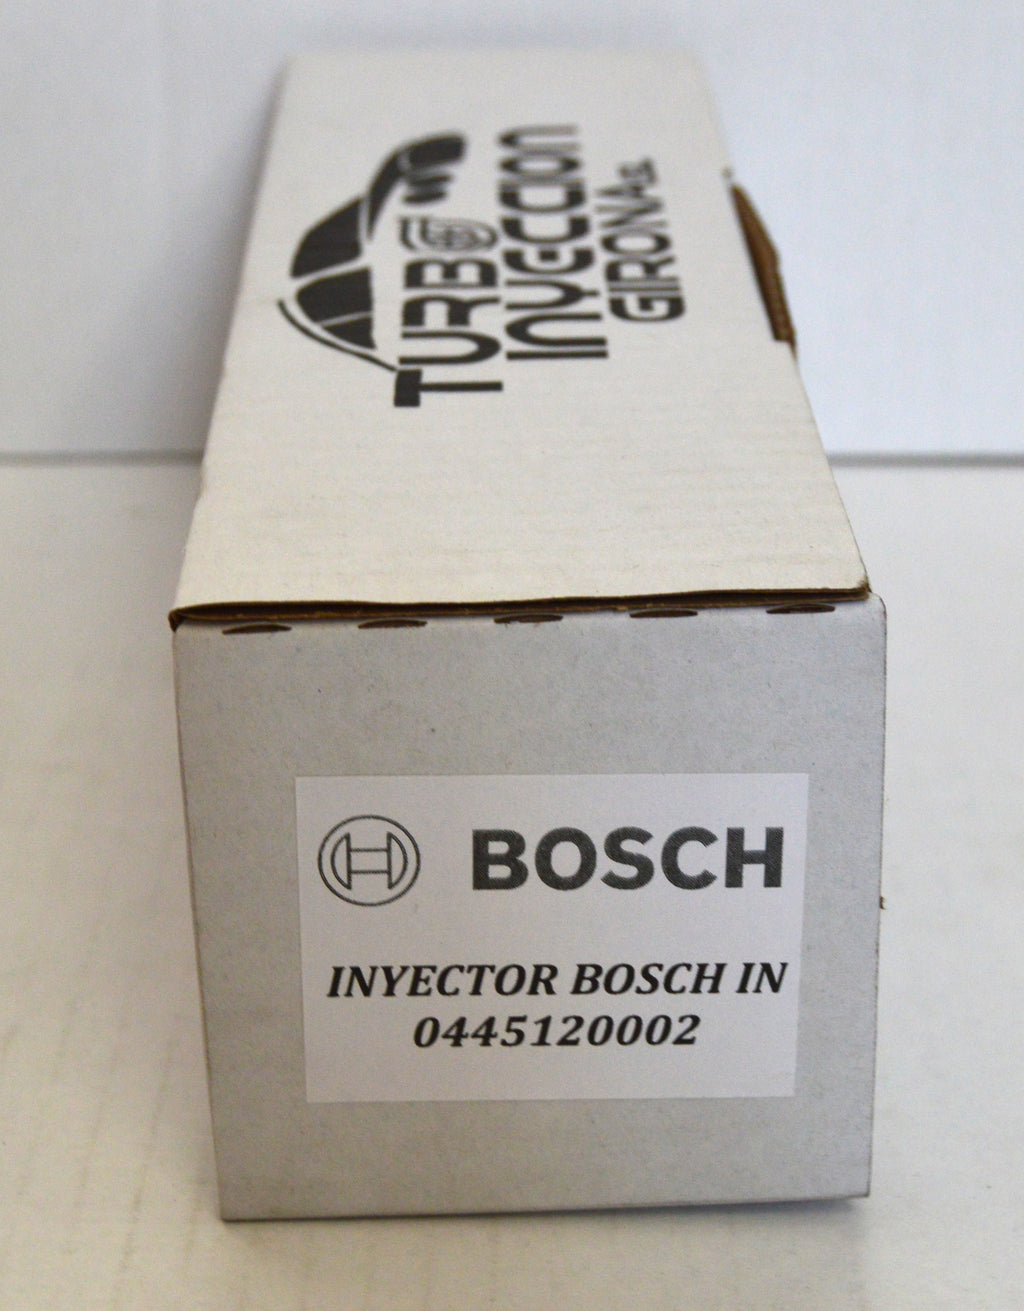 TURBO
INYECCION
GIRONA S.L.
BOSCH
INYECTOR BOSCH IN
0445120002